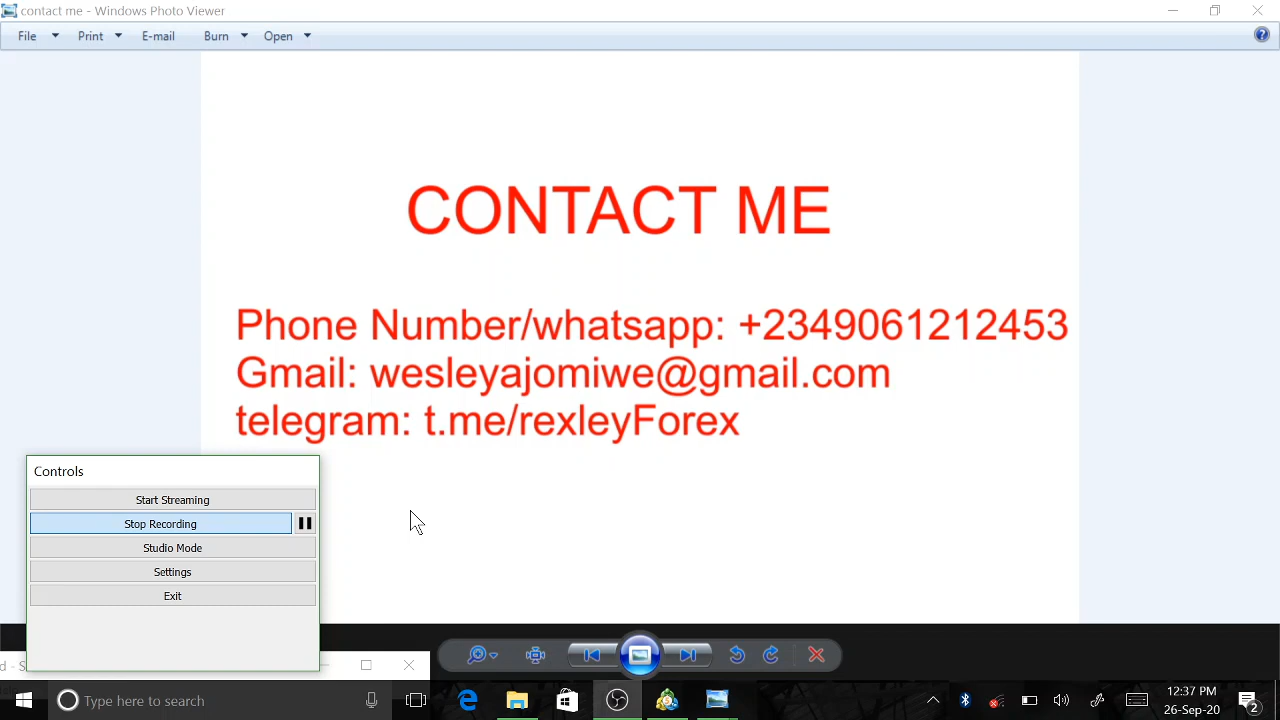 contact me - Windows Photo Viewer
File Print E-mail Burn Open
CONTACT ME
Phone Number/whatsapp: +2349061212453
Gmail: wesleyajomiwe@gmail.com
telegram: t.me/rexleyForex
Controls
Start Streaming
Stop Recording
Studio Mode
Settings
Exit
Type here to search
12:37 PM
26-Sep-20
2